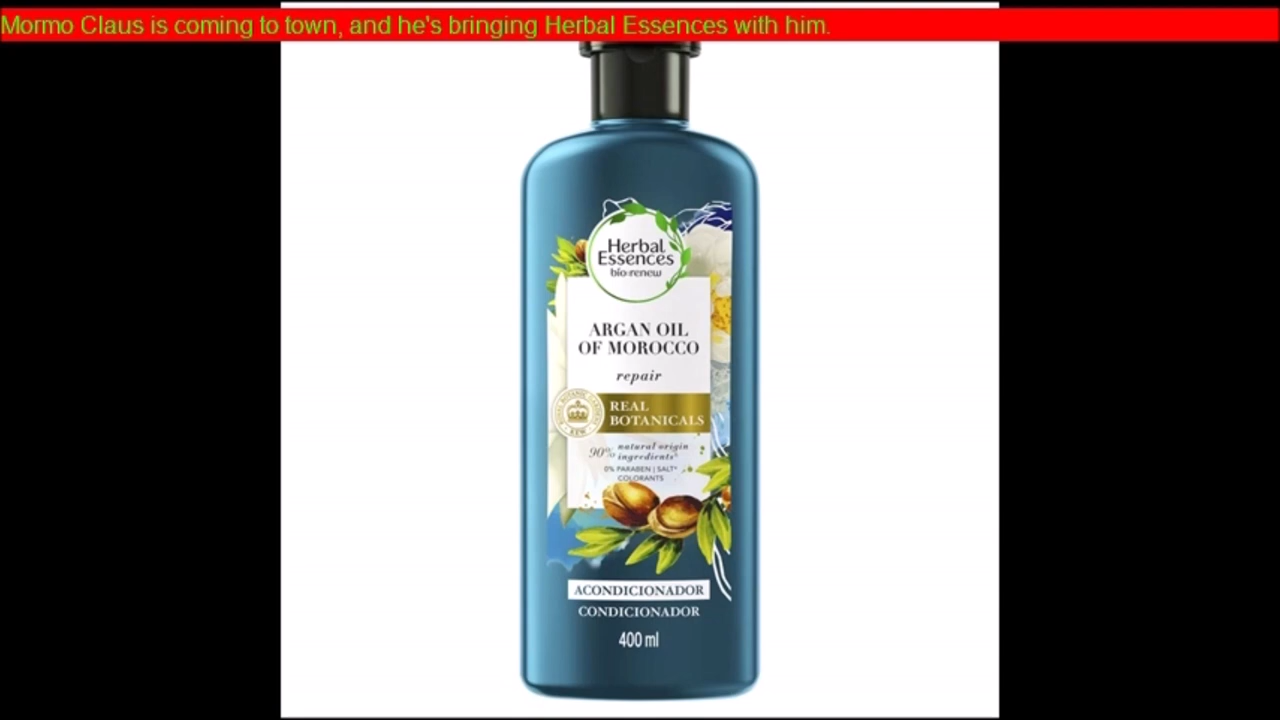 Mormo Claus is coming to town, and he's bringing Herbal Essences with him.
Herbal
Essences
bio:renew
ARGAN OIL
OF MOROCCO
repair
REAL
BOTANICALS
90% natural origin
ingredients*
0% PARABEN | SALT*
COLORANTS
ACONDICIONADOR
CONDICIONADOR
400 ml